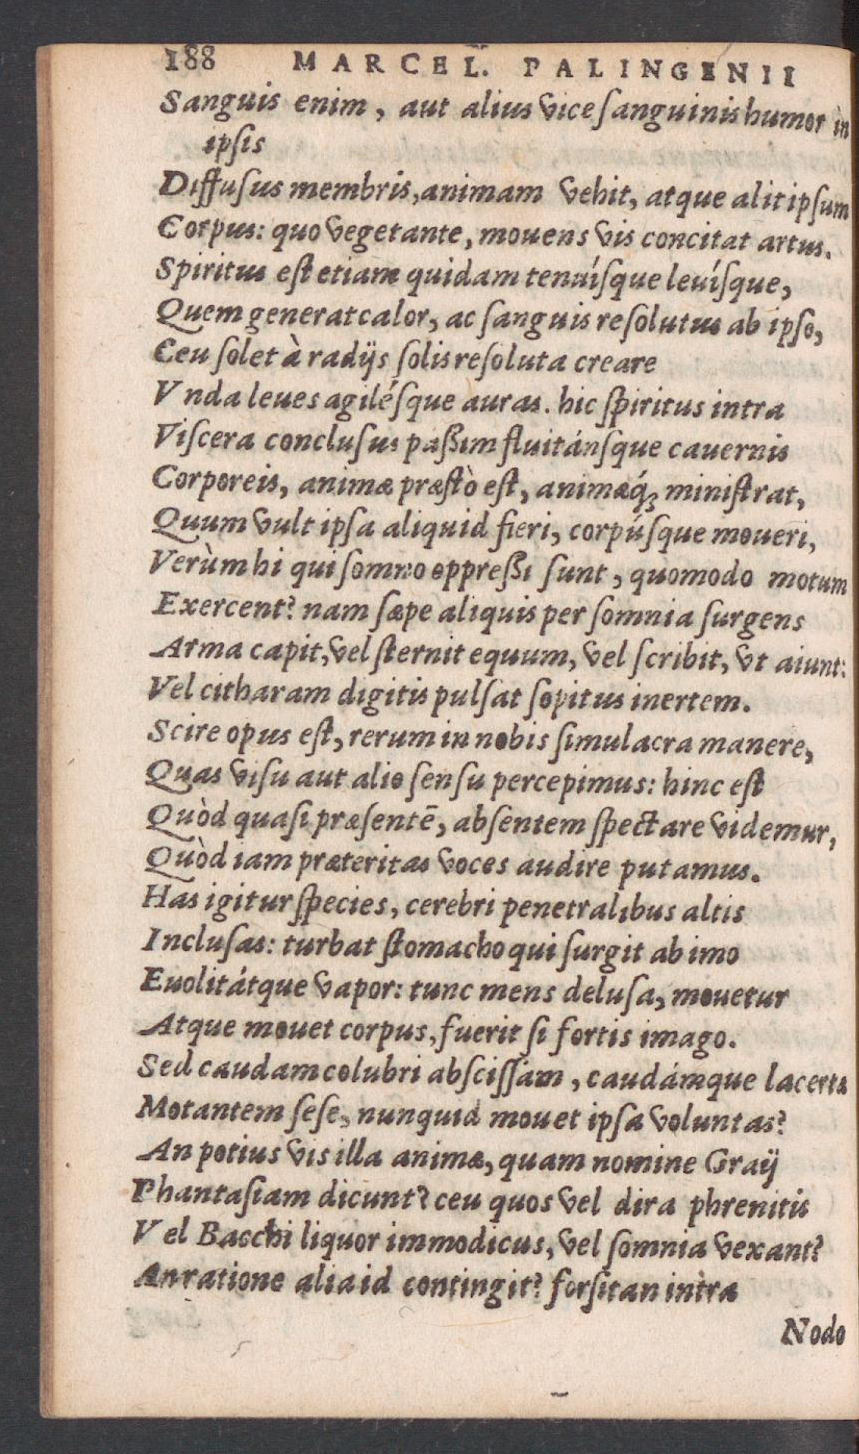 188 MARCEL. PALINGENII
Sanguis enim, aut alius vice sanguinis humor in
ipsis
Diffusus membris, animam vehit, atque alit ipsum
Corpus: quo vegetante, mouens vis concitat artus.
Spiritus est etiam quidam tenuísque leuísque,
Quem generat calor, ac sanguis resolutus ab ipso,
Ceu solet à radijs solis resoluta creare
Vnda leues agilésque auras. hic spiritus intra
Viscera conclusus paßim fluitánsque cauernis
Corporeis, animæ præstò est, animæq́; ministrat,
Quum vult ipsa aliquid fieri, corpúsque moueri,
Verùm hi qui somno oppreßi sunt, quomodo motum
Exercent? nam sæpe aliquis per somnia surgens
Arma capit, vel sternit equum, vel scribit, vt aiunt:
Vel citharam digitis pulsat sopitus inertem.
Scire opus est, rerum in nobis simulacra manere,
Quas visu aut alio sensu percepimus: hinc est
Quòd quasi præsentē, absentem spectare videmur,
Quòd iam præteritas voces audire putamus.
Has igitur species, cerebri penetralibus altis
Inclusas: turbat stomacho qui surgit ab imo
Euolitátque vapor: tunc mens delusa, mouetur
Atque mouet corpus, fuerit si fortis imago.
Sed caudam colubri abscissam, caudámque lacertæ
Motantem sese, nunquid mouet ipsa voluntas?
An potius vis illa animæ, quam nomine Graij
Phantasiam dicunt? ceu quos vel dira phrenitis
Vel Bacchi liquor immodicus, vel somnia vexant?
An ratione alia id contingit? forsitan intra
Nodo